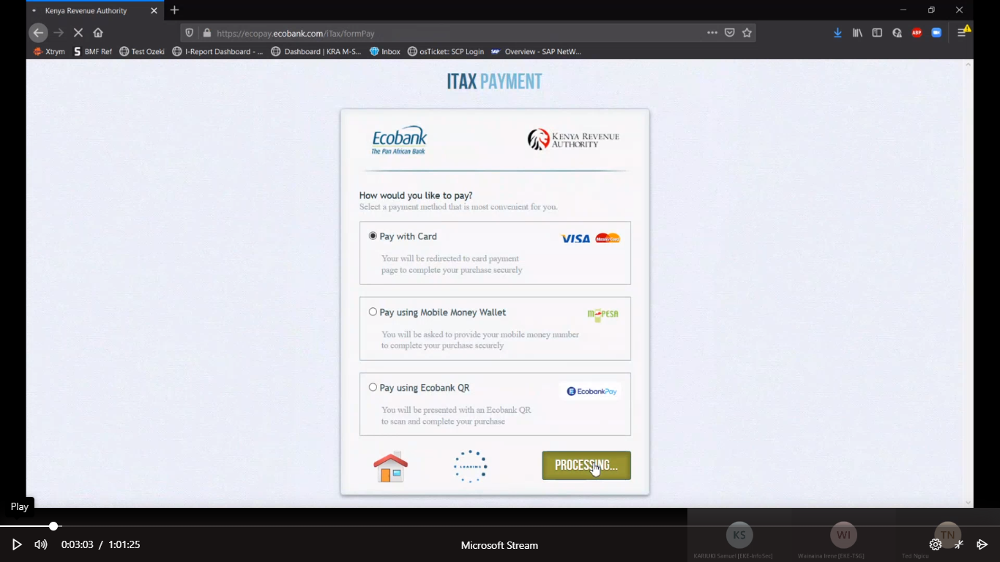 Kenya Revenue Authority
https://ecopay.ecobank.com/iTax/formPay
ABP
Xtrym
S BMF Ref
Test Ozeki
I-Report Dashboard - ...
Dashboard | KRA M-S...
Inbox
osTicket:: SCP Login
SAP Overview - SAP NetW...
ITAX PAYMENT
Ecobank
The Pan African Bank
KENYA REVENUE
AUTHORITY
How would you like to pay?
Select a payment method that is most convenient for you.
Pay with Card
VISA MasterCard
Your will be redirected to card payment
page to complete your purchase securely
Pay using Mobile Money Wallet
M-PESA
You will be asked to provide your mobile money number
to complete your purchase securely
Pay using Ecobank QR
EcobankPay
You will be presented with an Ecobank QR
to scan and complete your purchase
LOADING
PROCESSING...
Play
0:03:03 / 1:01:25
Microsoft Stream
KS
WI
TN
KARIUKI Samuel [EKE-InfoSec]
Wamaina Irene [EKE-TSG]
Ted Ngicu